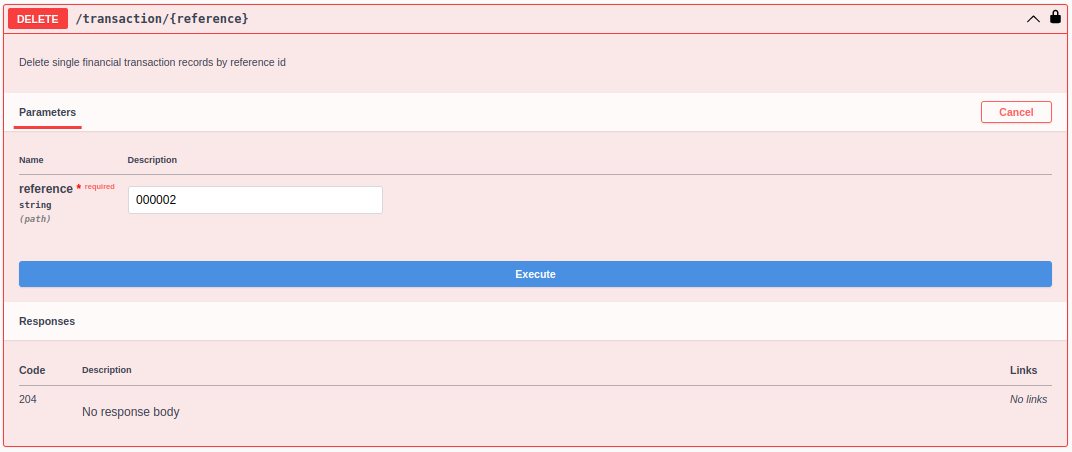 DELETE /transaction/{reference}
Delete single financial transaction records by reference id
Parameters Cancel
Name Description
reference * required
000002
string
(path)
Execute
Responses
Code Description Links
204 No links
No response body